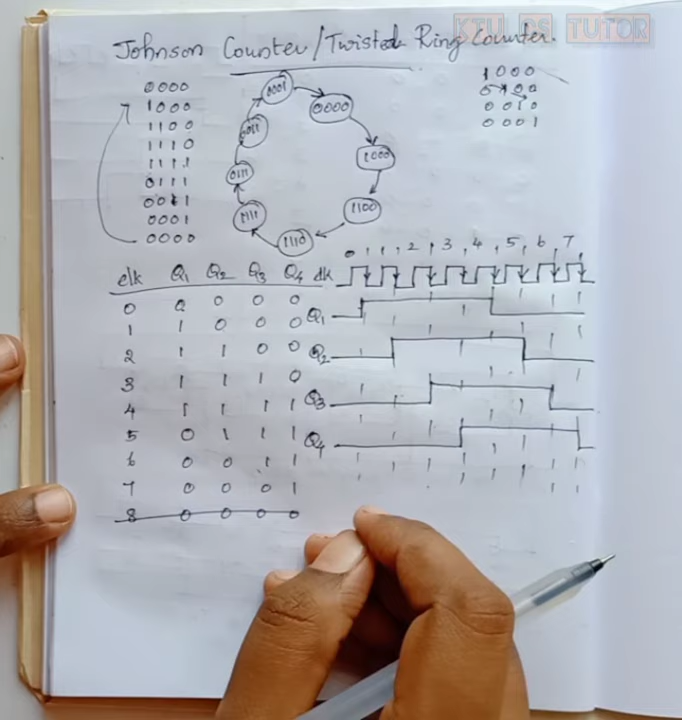 KTU OS TUTOR
Johnson Counter/Twisted Ring Counter.
0000
1000
1100
1110
1111
0111
0011
0001
0000
0001
0000
1000
1100
1110
1111
0111
0011
1000
0100
0010
0001
clk Q1 Q2 Q3 Q4
0 0 0 0 0
1 1 0 0 0
2 1 1 0 0
3 1 1 1 0
4 1 1 1 1
5 0 1 1 1
6 0 0 1 1
7 0 0 0 1
8 0 0 0 0
0 1 2 3 4 5 6 7
clk
Q1
Q2
Q3
Q4